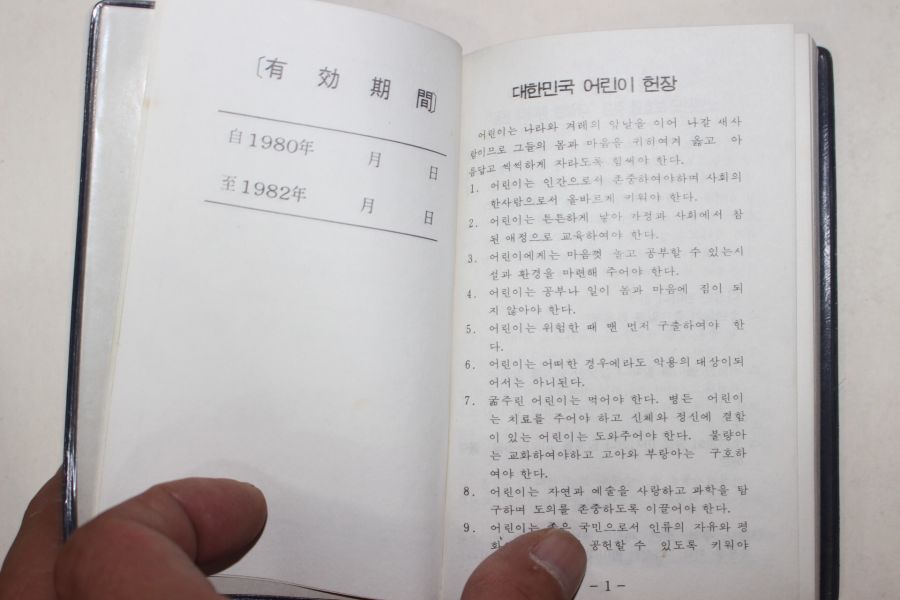 〔有 効 期 間〕
自 1980年 月 日
至 1982年 月 日
대한민국 어린이 헌장
어린이는 나라와 겨레의 앞날을 이어 나갈 새사
람이므로 그들의 몸과 마음을 귀히여겨 옳고 아
름답고 씩씩하게 자라도록 힘써야 한다.
1. 어린이는 인간으로서 존중하여야하며 사회의
한사람으로서 올바르게 키워야 한다.
2. 어린이는 튼튼하게 낳아 가정과 사회에서 참
된 애정으로 교육하여야 한다.
3. 어린이에게는 마음껏 놀고 공부할 수 있는시
설과 환경을 마련해 주어야 한다.
4. 어린이는 공부나 일이 몸과 마음에 짐이 되
지 않아야 한다.
5. 어린이는 위험한 때 맨 먼저 구출하여야 한
다.
6. 어린이는 어떠한 경우에라도 악용의 대상이되
어서는 아니된다.
7. 굶주린 어린이는 먹여야 한다. 병든 어린이
는 치료를 주어야 하고 신체와 정신에 결함
이 있는 어린이는 도와주어야 한다. 불량아
는 교화하여야하고 고아와 부랑아는 구호하
여야 한다.
8. 어린이는 자연과 예술을 사랑하고 과학을 탐
구하며 도의를 존중하도록 이끌어야 한다.
9. 어린이는 좋은 국민으로서 인류의 자유와 평
화 공헌할 수 있도록 키워야
– 1 –